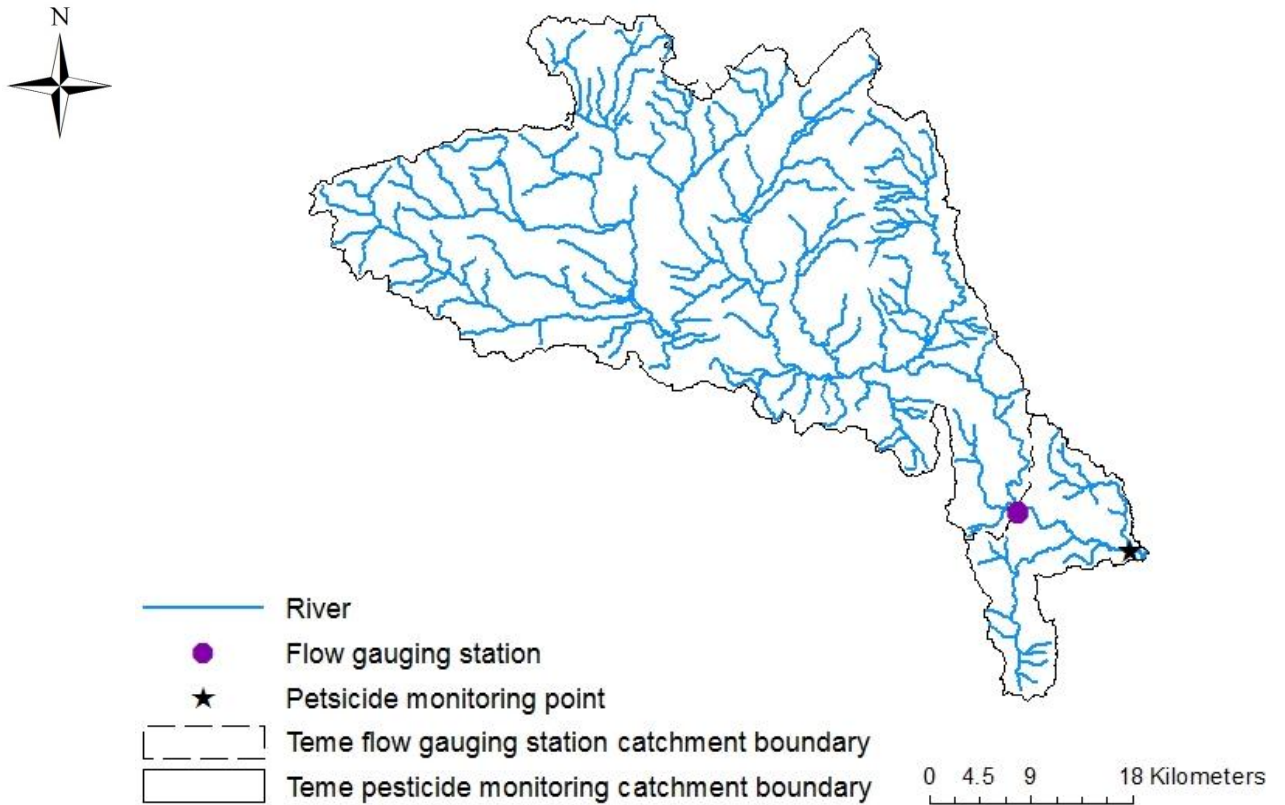 N
River
Flow gauging station
Petsicide monitoring point
Teme flow gauging station catchment boundary
Teme pesticide monitoring catchment boundary
0 4.5 9 18 Kilometers